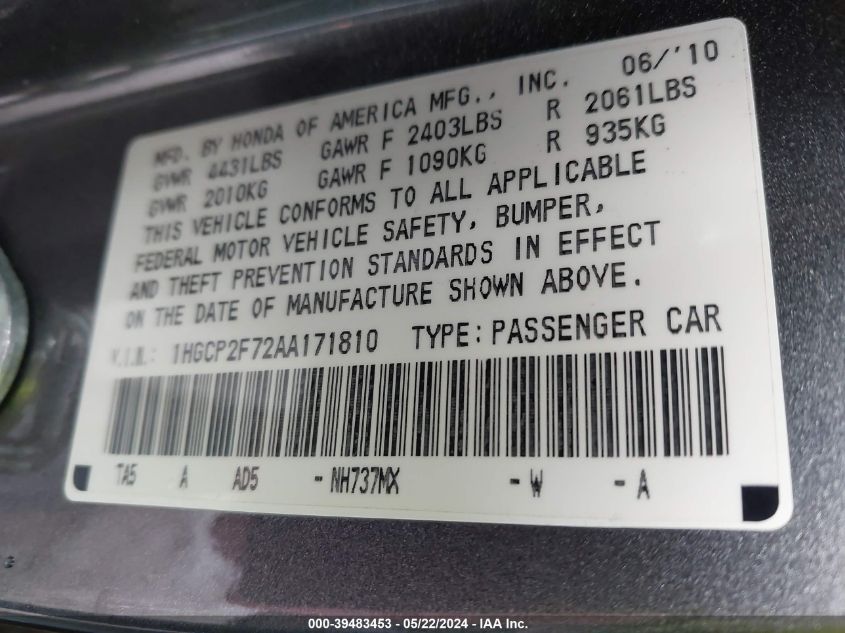 MFD. BY HONDA OF AMERICA MFG., INC. 06/'10
GVWR 4431LBS GAWR F 2403LBS R 2061LBS
GVWR 2010KG GAWR F 1090KG R 935KG
THIS VEHICLE CONFORMS TO ALL APPLICABLE
FEDERAL MOTOR VEHICLE SAFETY, BUMPER,
AND THEFT PREVENTION STANDARDS IN EFFECT
ON THE DATE OF MANUFACTURE SHOWN ABOVE.
V.I.N.: 1HGCP2F72AA171810 TYPE: PASSENGER CAR
TA5 A AD5 -NH737MX -W -A
000-39483453 - 05/22/2024 - IAA Inc.